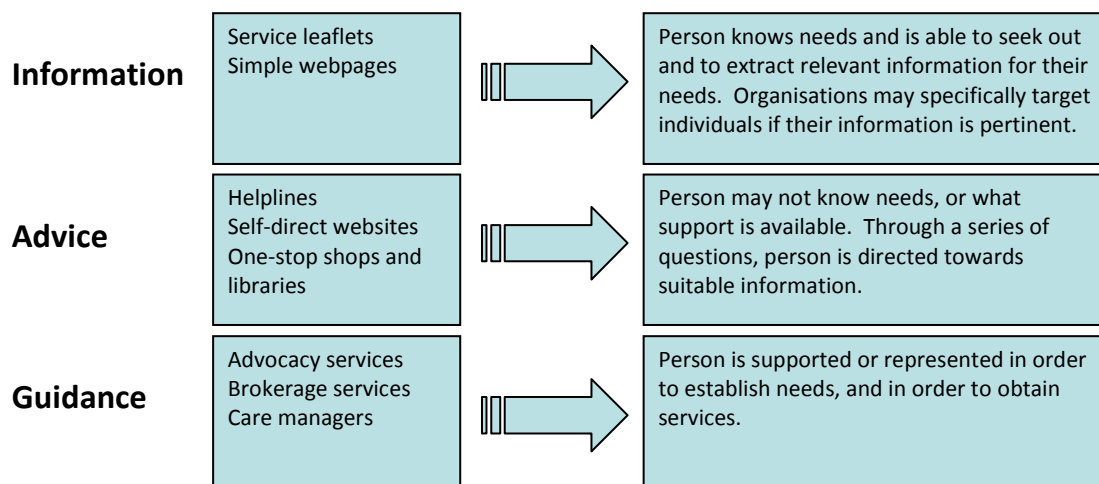 Information
Service leaflets
Simple webpages
Person knows needs and is able to seek out
and to extract relevant information for their
needs.  Organisations may specifically target
individuals if their information is pertinent.
Advice
Helplines
Self-direct websites
One-stop shops and
libraries
Person may not know needs, or what
support is available.  Through a series of
questions, person is directed towards
suitable information.
Guidance
Advocacy services
Brokerage services
Care managers
Person is supported or represented in order
to establish needs, and in order to obtain
services.